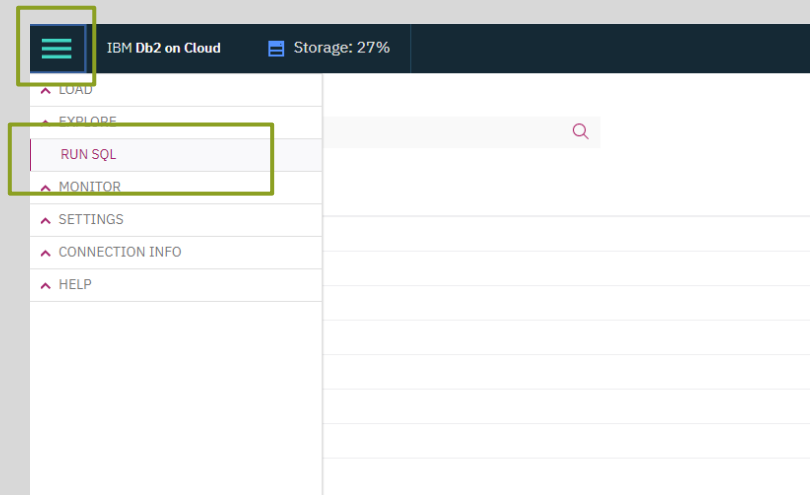 IBM Db2 on Cloud
Storage: 27%
LOAD
EXPLORE
RUN SQL
MONITOR
SETTINGS
CONNECTION INFO
HELP